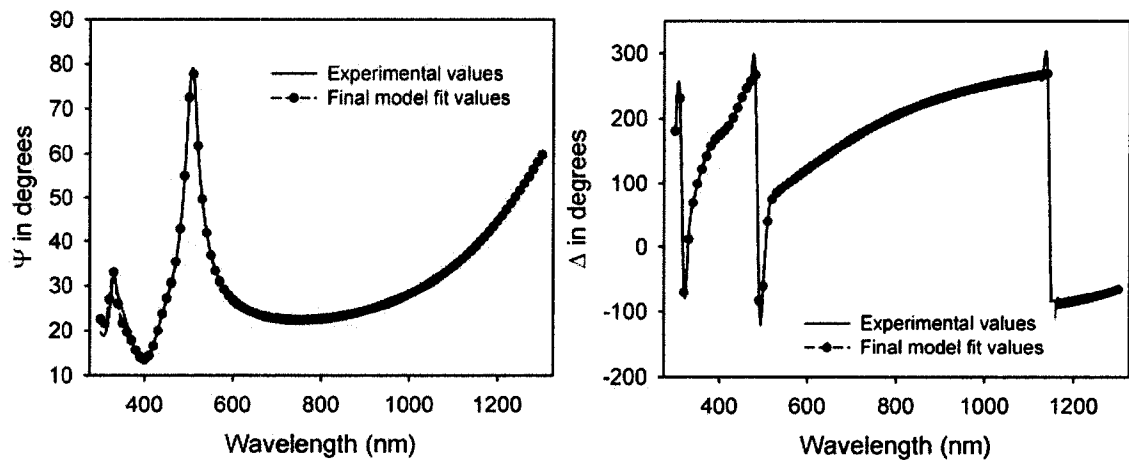 90
80
70
60
50
40
30
20
10
Ψ in degrees
Experimental values
Final model fit values
400 600 800 1000 1200
Wavelength (nm)
300
200
100
0
-100
-200
Δ in degrees
Experimental values
Final model fit values
400 600 800 1000 1200
Wavelength (nm)